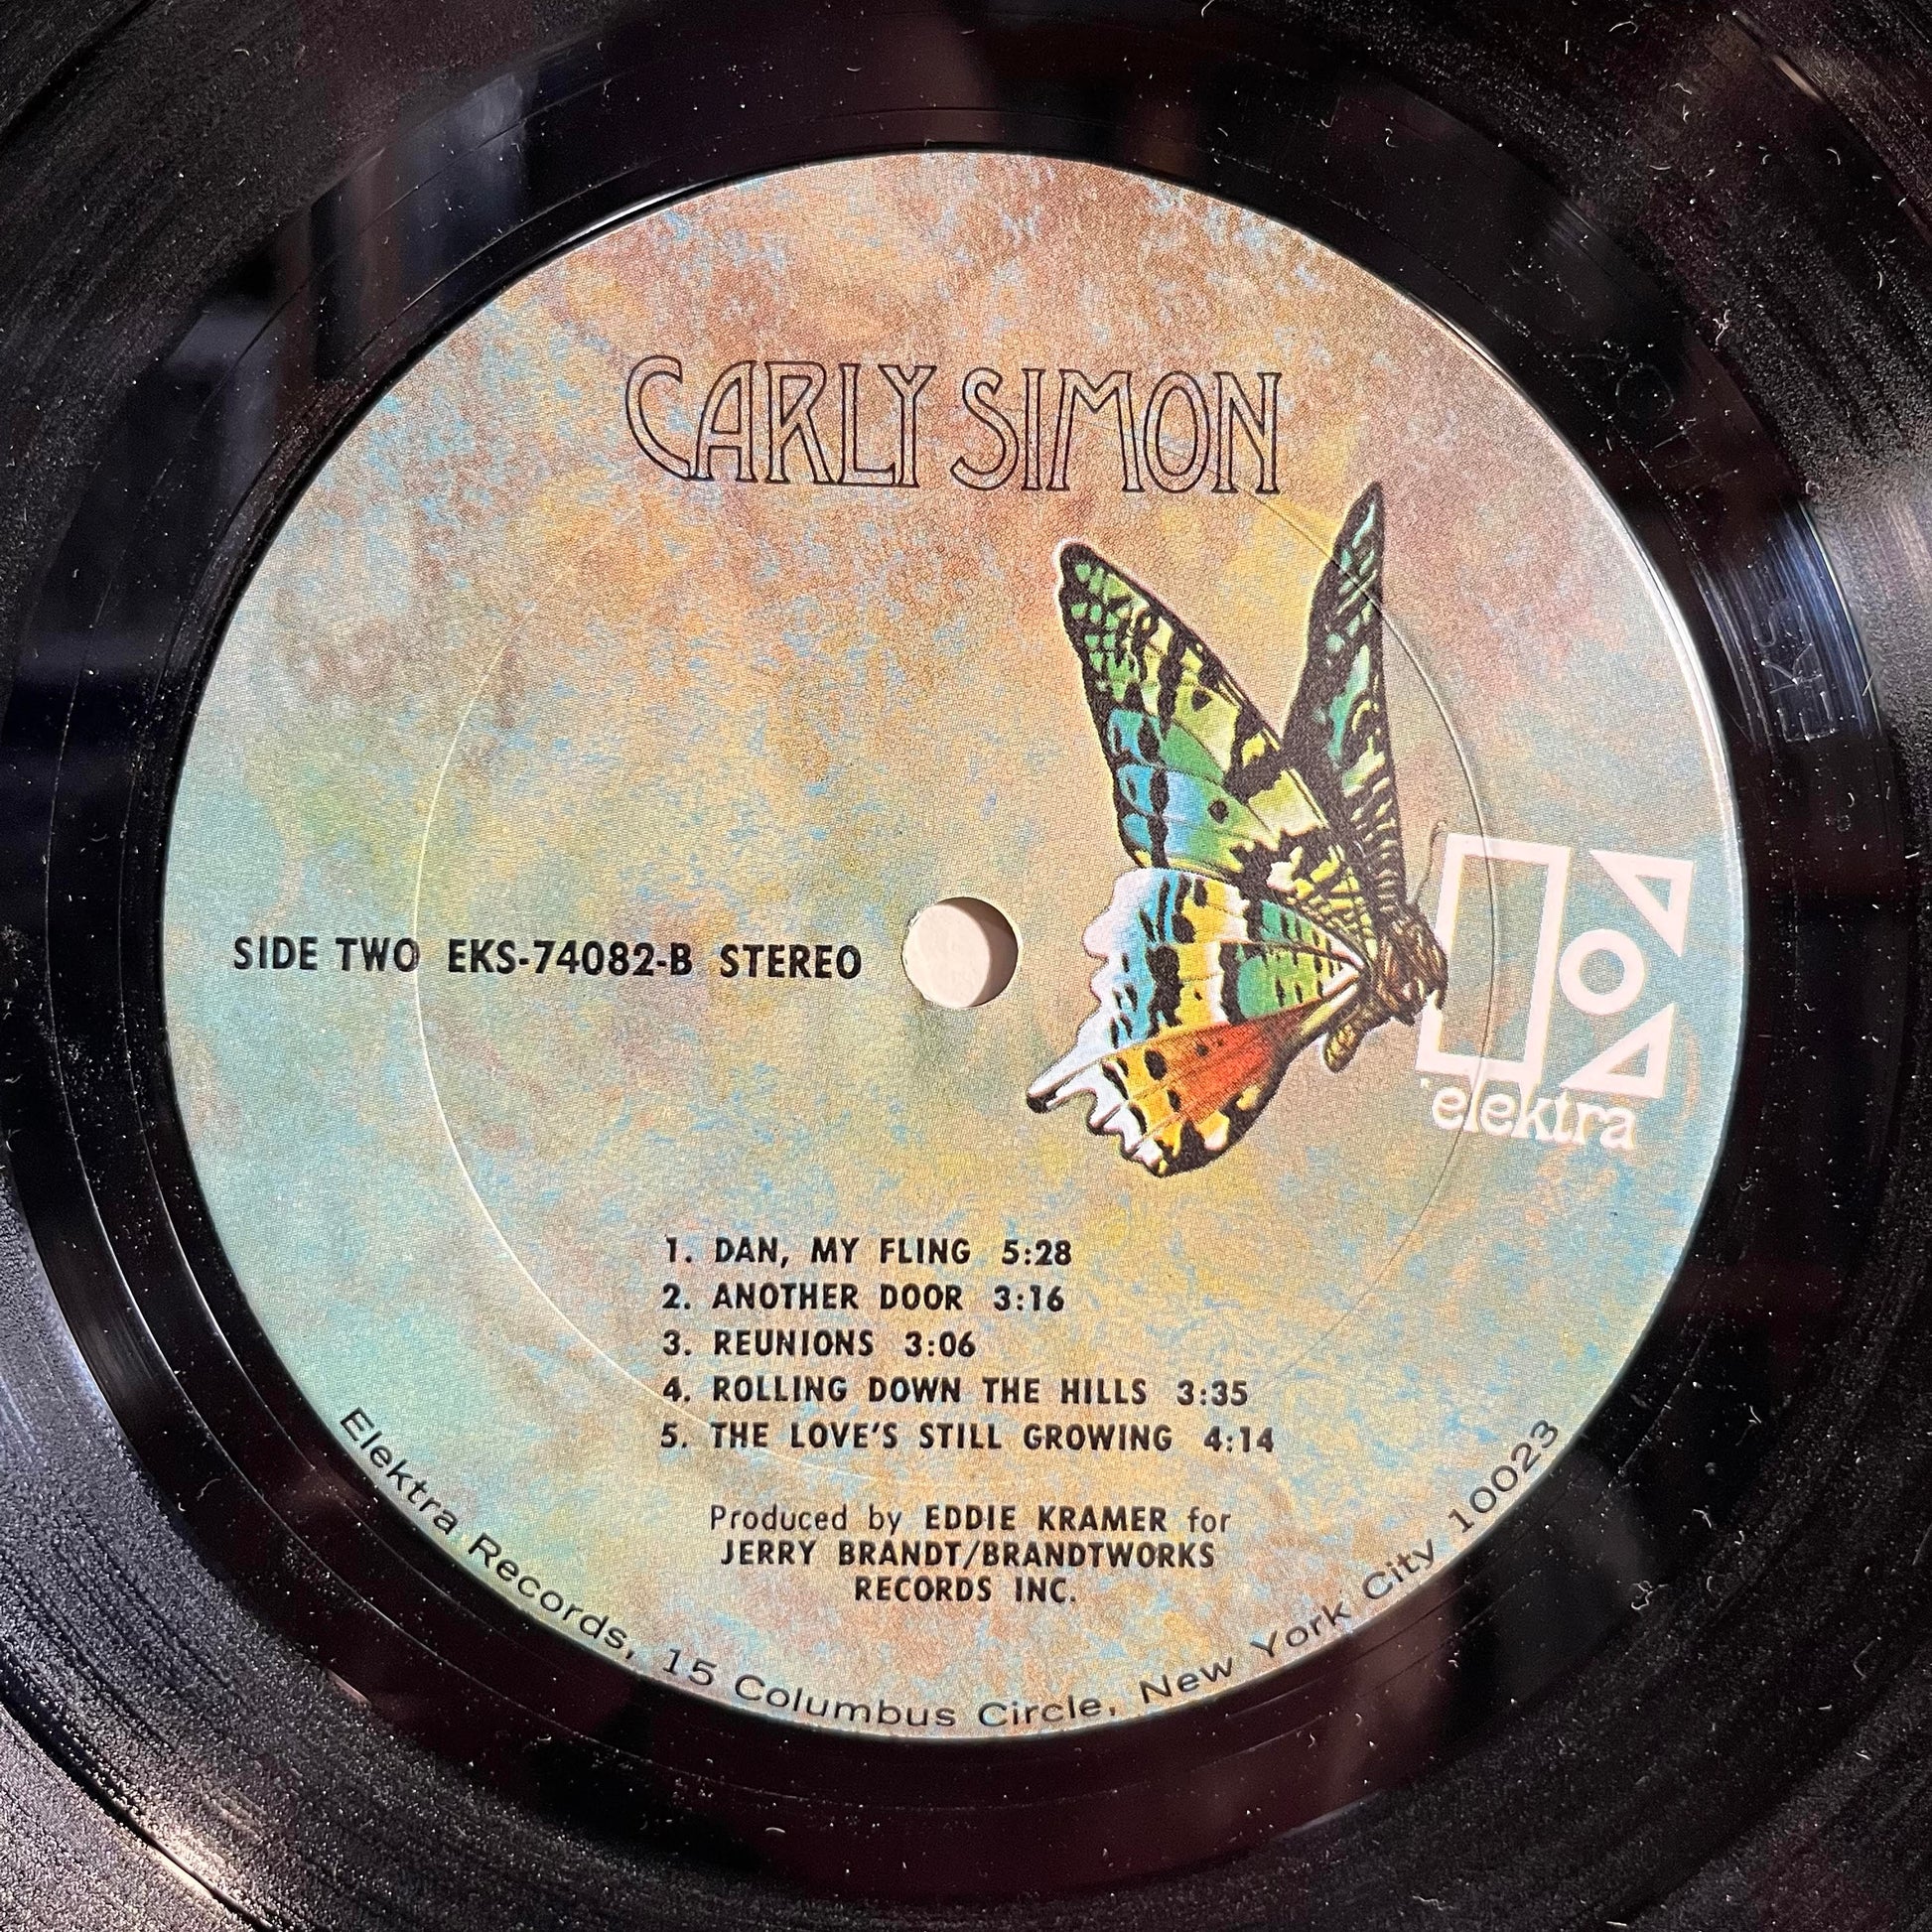 CARLY SIMON
SIDE TWO EKS-74082-B STEREO
elektra
EKS
1. DAN, MY FLING 5:28
2. ANOTHER DOOR 3:16
3. REUNIONS 3:06
4. ROLLING DOWN THE HILLS 3:35
5. THE LOVE'S STILL GROWING 4:14
Produced by EDDIE KRAMER for
JERRY BRANDT/BRANDTWORKS
RECORDS INC.
Elektra Records, 15 Columbus Circle, New York City 10023